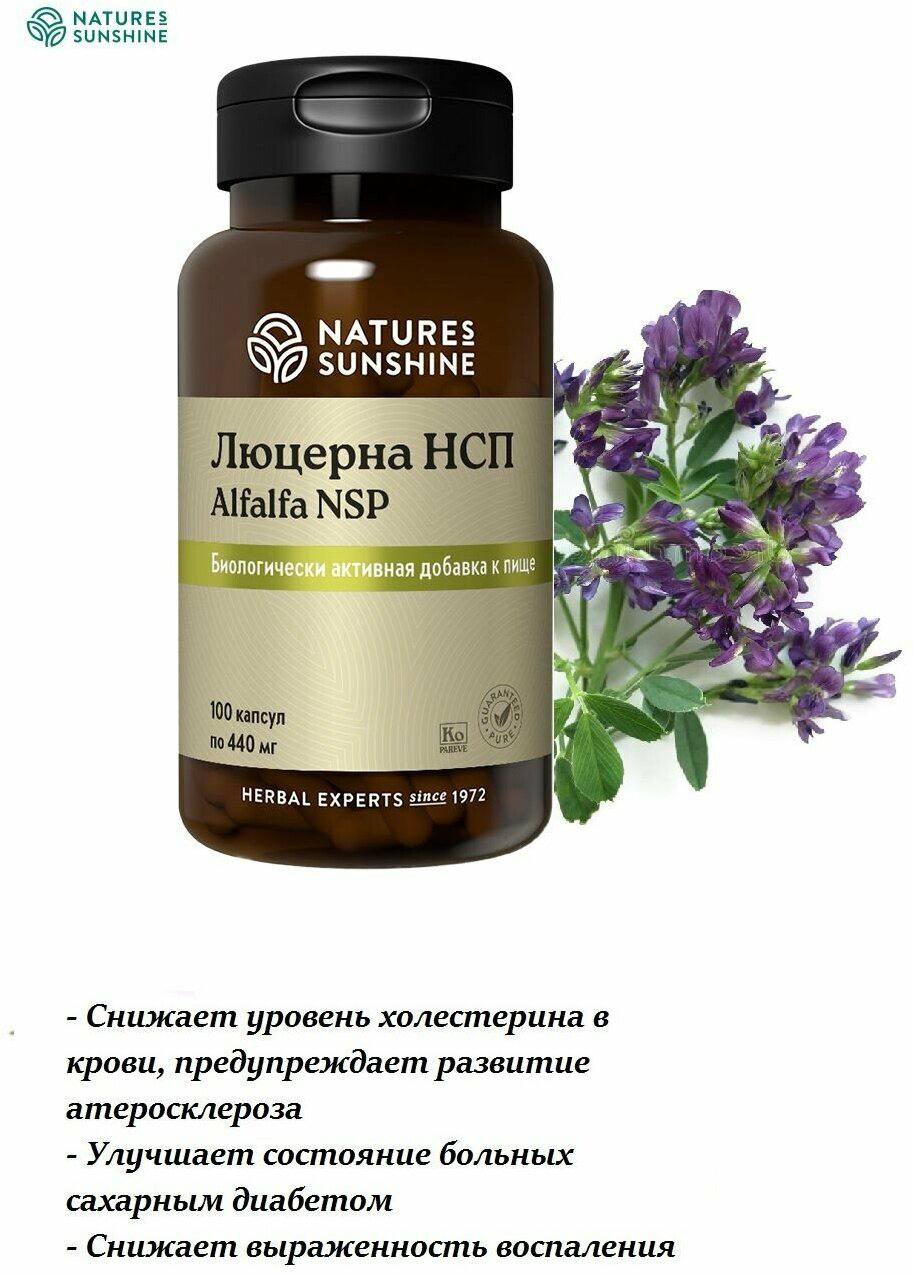 NATURES
SUNSHINE
NATURES
SUNSHINE
Люцерна НСП
Alfalfa NSP
Биологически активная добавка к пище
100 капсул
по 440 мг
Ko
PAREVE
GUARANTEED
PURE
HERBAL EXPERTS since 1972
- Снижает уровень холестерина в
крови, предупреждает развитие
атеросклероза
- Улучшает состояние больных
сахарным диабетом
- Снижает выраженность воспаления